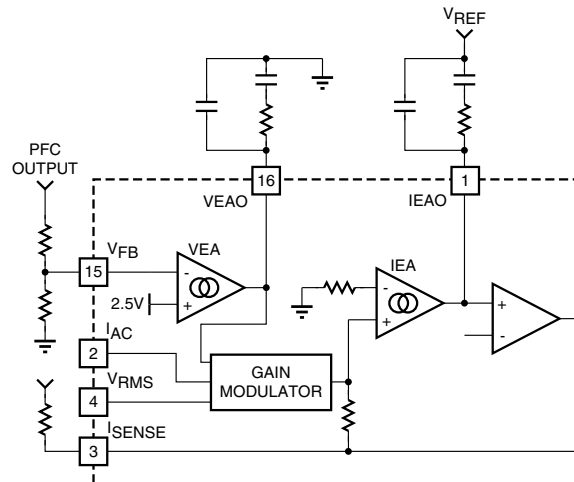 VREF
PFC
OUTPUT
16
1
VEAO
IEAO
VFB
VEA
IEA
15
-
+
2.5V
-
+
+
-
IAC
2
GAIN
MODULATOR
VRMS
4
ISENSE
3